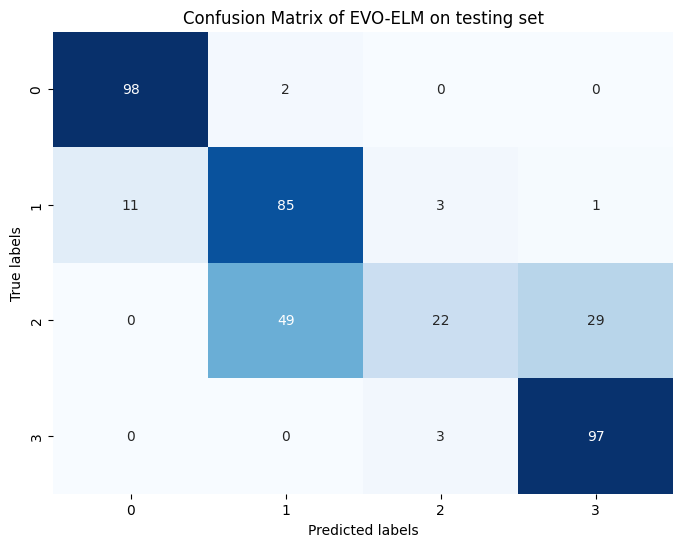 Confusion Matrix of EVO-ELM on testing set
True labels
0 98 2 0 0
1 11 85 3 1
2 0 49 22 29
3 0 0 3 97
0 1 2 3
Predicted labels